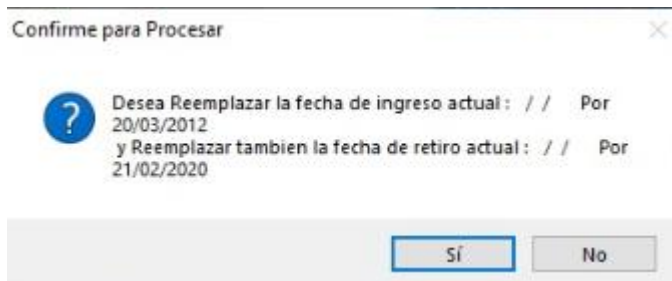 Confirme para Procesar
Desea Reemplazar la fecha de ingreso actual : / / Por
20/03/2012
y Reemplazar tambien la fecha de retiro actual : / / Por
21/02/2020
Sí No